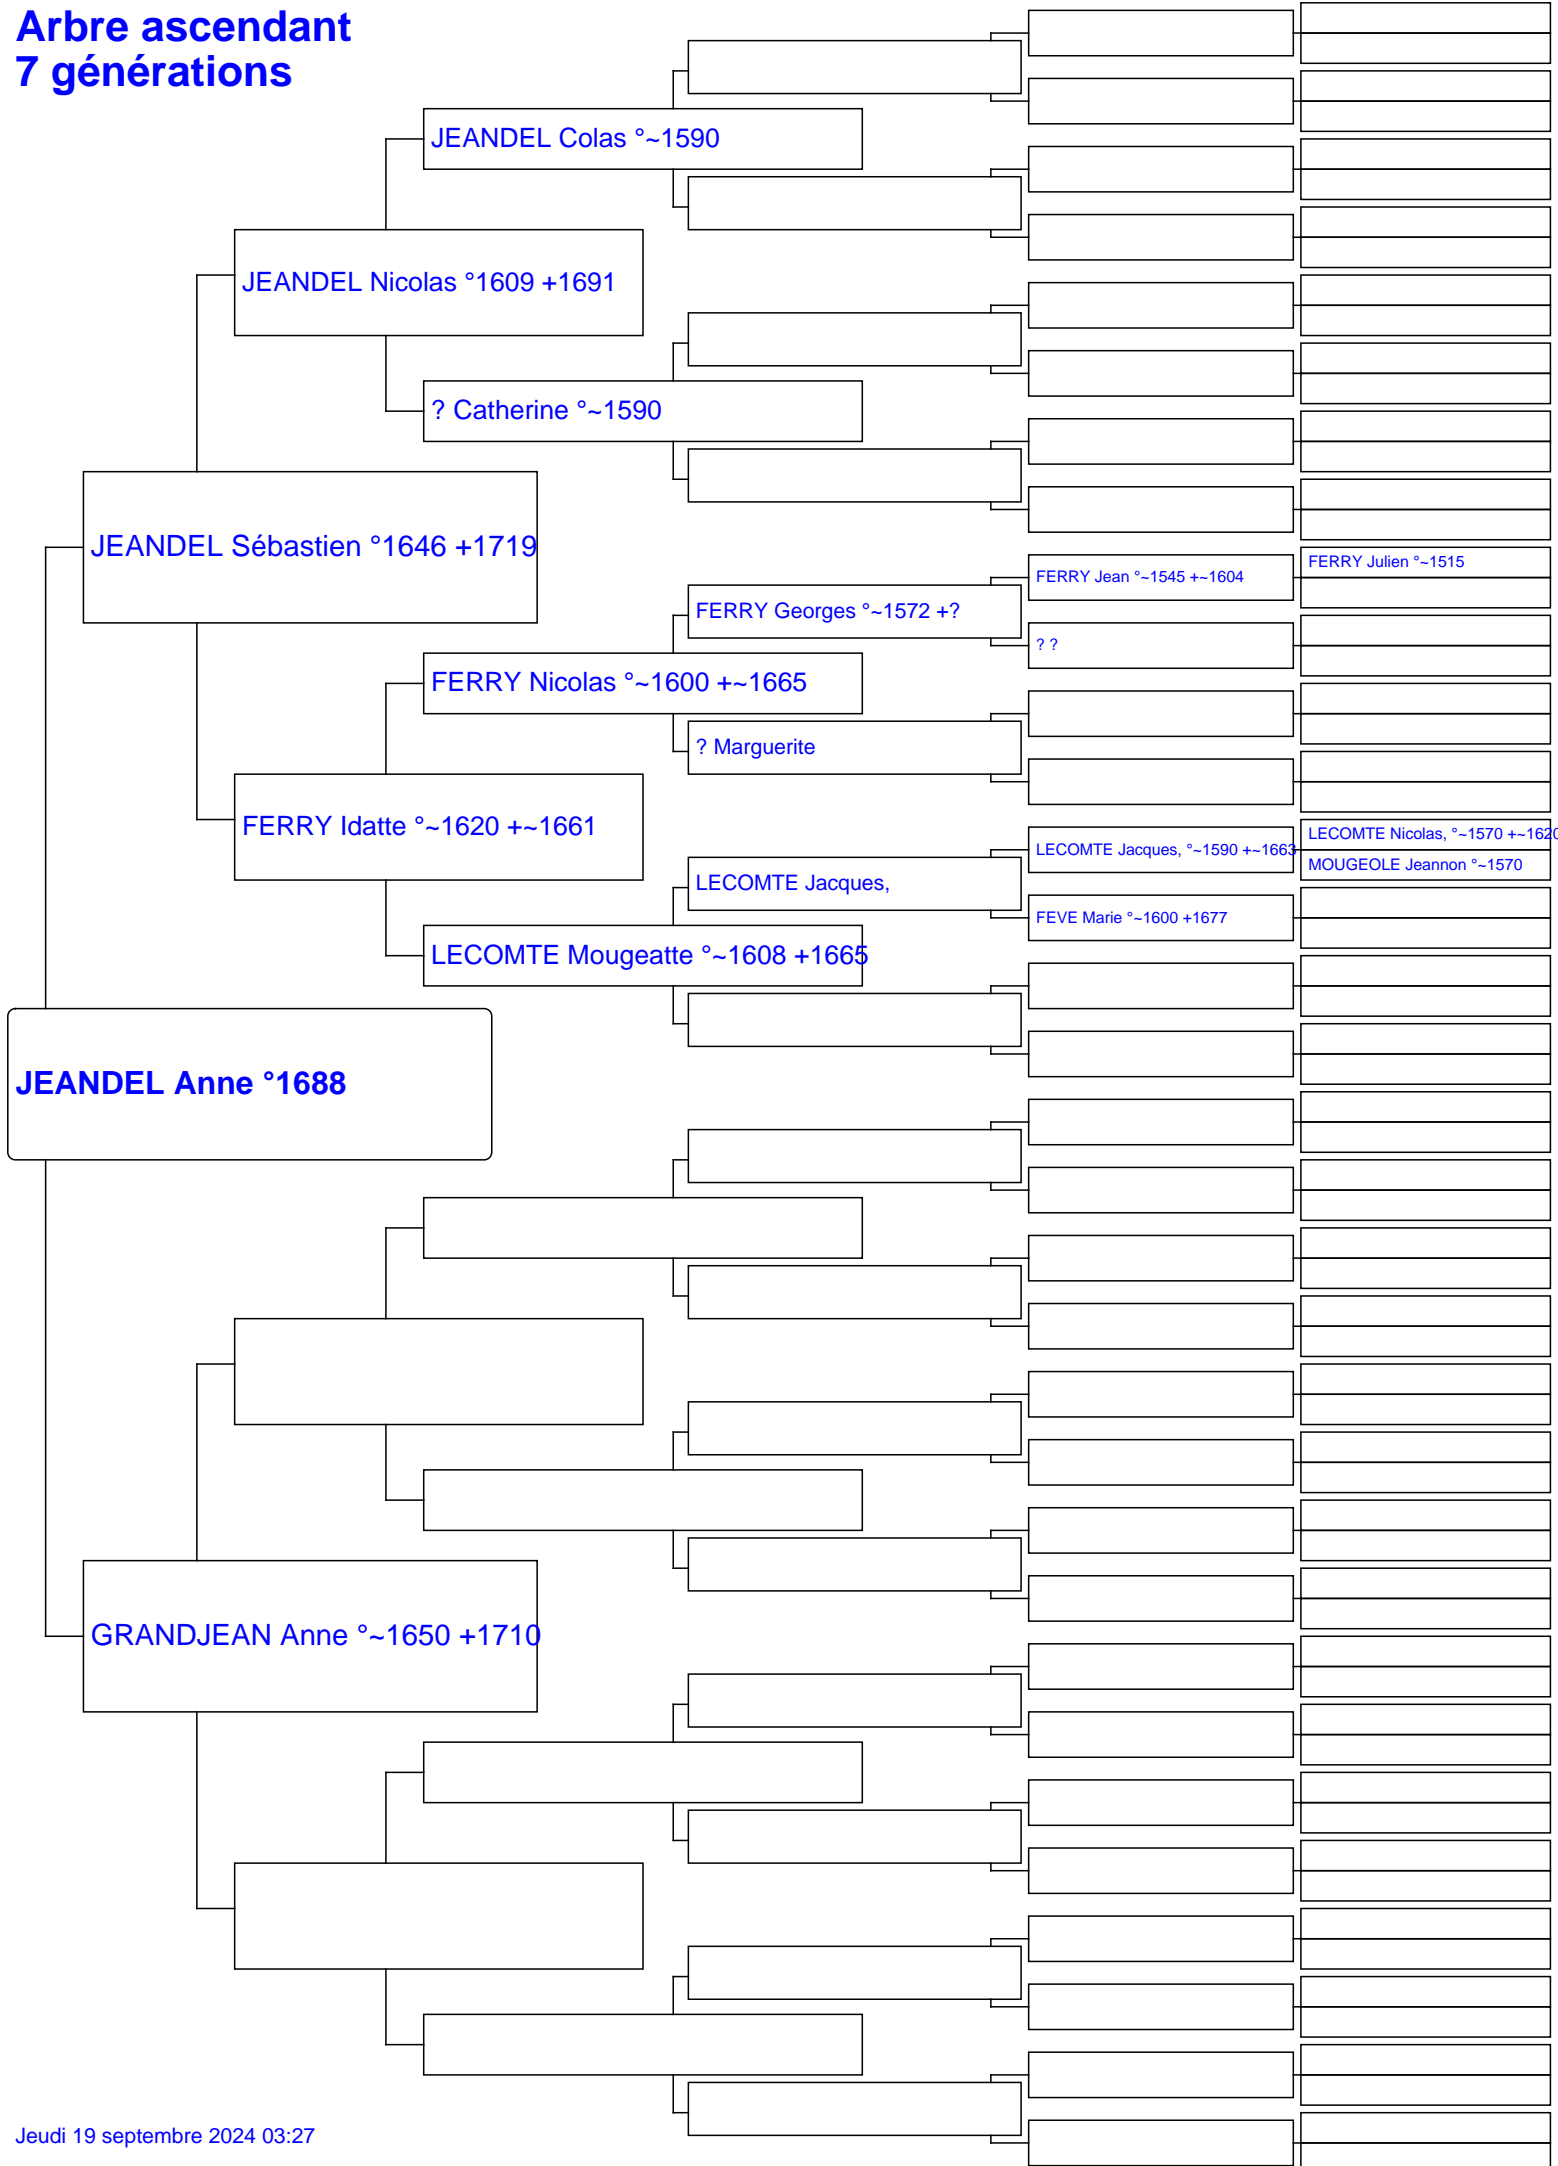 Arbre ascendant
7 générations
JEANDEL Colas °~1590
JEANDEL Nicolas °1609 +1691
? Catherine °~1590
JEANDEL Sébastien °1646 +1719
FERRY Julien °~1515
FERRY Jean °~1545 +~1604
FERRY Georges °~1572 +?
? ?
FERRY Nicolas °~1600 +~1665
? Marguerite
FERRY Idatte °~1620 +~1661
LECOMTE Nicolas, °~1570 +~1620
LECOMTE Jacques, °~1590 +~1663
MOUGEOLE Jeannon °~1570
LECOMTE Jacques,
FEVE Marie °~1600 +1677
LECOMTE Mougeatte °~1608 +1665
JEANDEL Anne °1688
GRANDJEAN Anne °~1650 +1710
Jeudi 19 septembre 2024 03:27